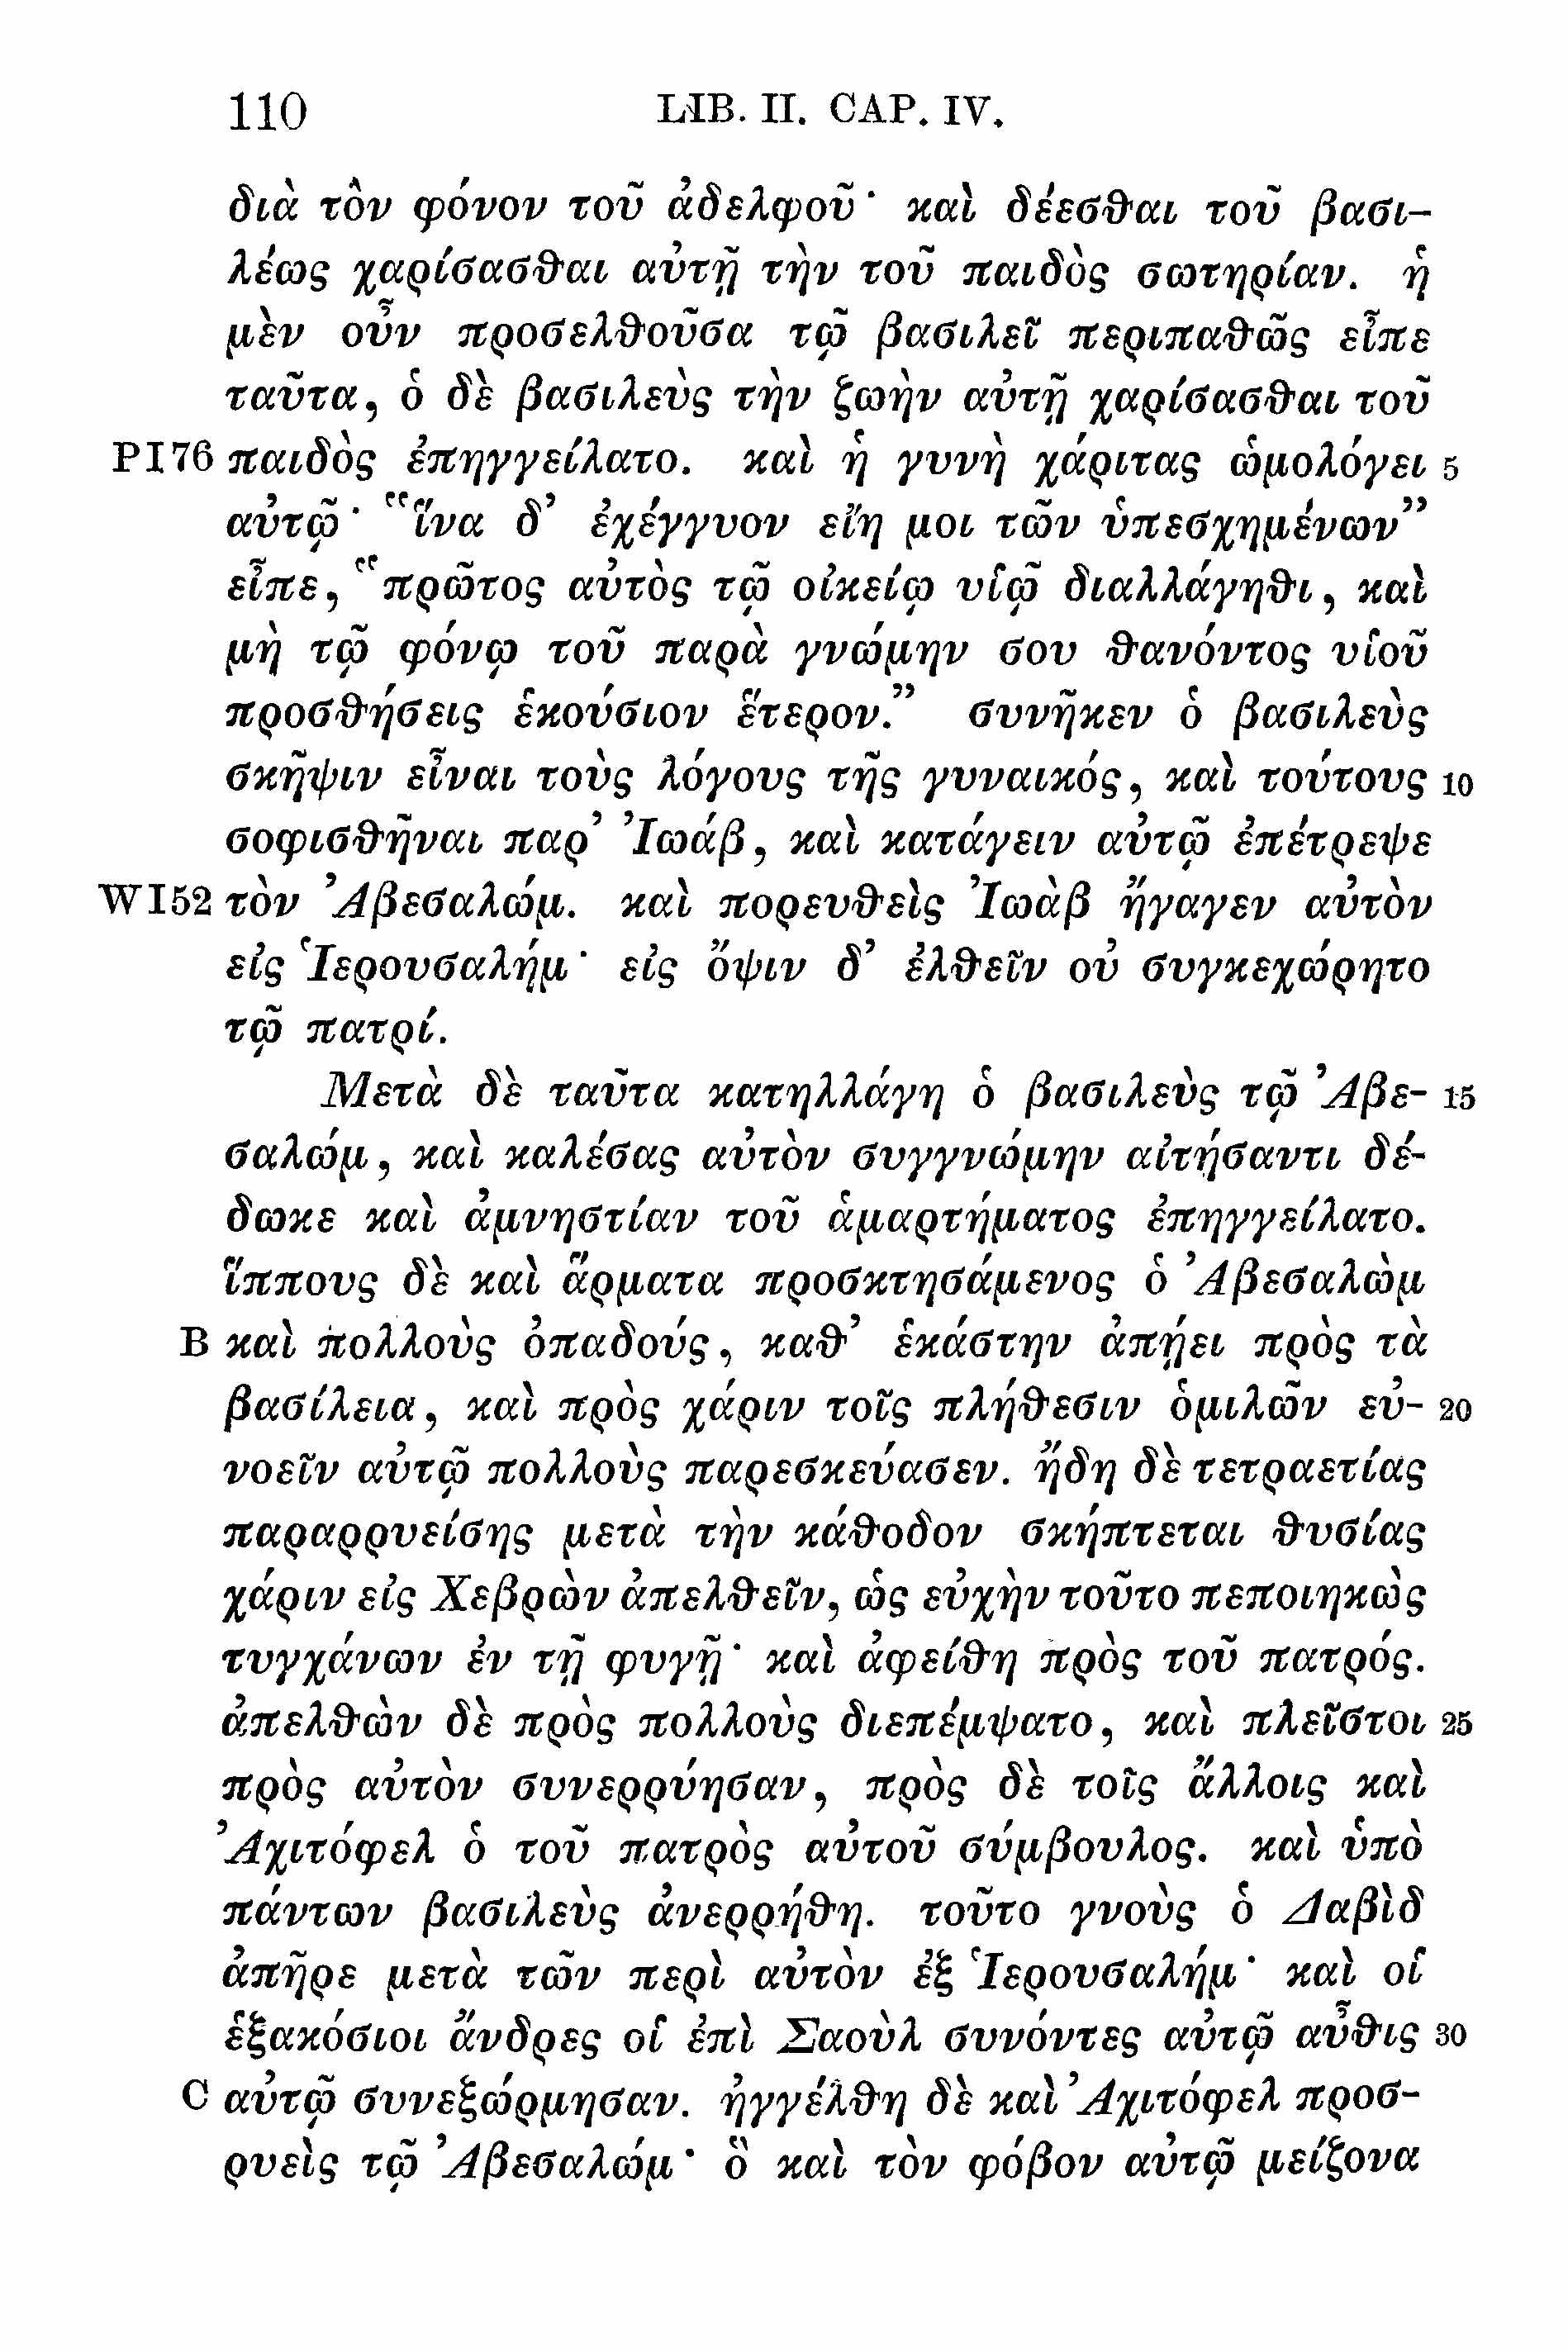 110 LIB. II. CAP. IV.
διὰ τὸν φόνον τοῦ ἀδελφοῦ· καὶ δέεσθαι τοῦ βασι-
λέως χαρίσασθαι αὐτῇ τὴν τοῦ παιδὸς σωτηρίαν. ἡ
μὲν οὖν προσελθοῦσα τῷ βασιλεῖ περιπαθῶς εἶπε
ταῦτα, ὁ δὲ βασιλεὺς τὴν ζωὴν αὐτῇ χαρίσασθαι τοῦ
PI76 παιδὸς ἐπηγγείλατο. καὶ ἡ γυνὴ χάριτας ὡμολόγει 5
αὐτῷ· “ἵνα δ’ ἐχέγγυον εἴη μοι τῶν ὑπεσχημένων”
εἶπε, “πρῶτος αὐτὸς τῷ οἰκείῳ υἱῷ διαλλάγηθι, καὶ
μὴ τῷ φόνῳ τοῦ παρὰ γνώμην σου θανόντος υἱοῦ
προσθήσεις ἑκούσιον ἕτερον.” συνῆκεν ὁ βασιλεὺς
σκῆψιν εἶναι τοὺς λόγους τῆς γυναικός, καὶ τούτους 10
σοφισθῆναι παρ’ Ἰωάβ, καὶ κατάγειν αὐτῷ ἐπέτρεψε
WI52 τὸν Ἀβεσαλώμ. καὶ πορευθεὶς Ἰωὰβ ἤγαγεν αὐτὸν
εἰς Ἱερουσαλήμ· εἰς ὄψιν δ’ ἐλθεῖν οὐ συγκεχώρητο
τῷ πατρί.
Μετὰ δὲ ταῦτα κατηλλάγη ὁ βασιλεὺς τῷ Ἀβε- 15
σαλώμ, καὶ καλέσας αὐτὸν συγγνώμην αἰτήσαντι δέ-
δωκε καὶ ἀμνηστίαν τοῦ ἁμαρτήματος ἐπηγγείλατο.
ἵππους δὲ καὶ ἅρματα προσκτησάμενος ὁ Ἀβεσαλὼμ
B καὶ πολλοὺς ὀπαδούς, καθ’ ἑκάστην ἀπῄει πρὸς τὰ
βασίλεια, καὶ πρὸς χάριν τοῖς πλήθεσιν ὁμιλῶν εὐ- 20
νοεῖν αὐτῷ πολλοὺς παρεσκεύασεν. ἤδη δὲ τετραετίας
παραρρυείσης μετὰ τὴν κάθοδον σκήπτεται θυσίας
χάριν εἰς Χεβρὼν ἀπελθεῖν, ὡς εὐχὴν τοῦτο πεποιηκὼς
τυγχάνων ἐν τῇ φυγῇ· καὶ ἀφείθη πρὸς τοῦ πατρός.
ἀπελθὼν δὲ πρὸς πολλοὺς διεπέμψατο, καὶ πλεῖστοι 25
πρὸς αὐτὸν συνερρύησαν, πρὸς δὲ τοῖς ἄλλοις καὶ
Ἀχιτόφελ ὁ τοῦ πατρὸς αὐτοῦ σύμβουλος. καὶ ὑπὸ
πάντων βασιλεὺς ἀνερρήθη. τοῦτο γνοὺς ὁ Δαβὶδ
ἀπῆρε μετὰ τῶν περὶ αὐτὸν ἐξ Ἱερουσαλήμ· καὶ οἱ
ἑξακόσιοι ἄνδρες οἱ ἐπὶ Σαοὺλ συνόντες αὐτῷ αὖθις 30
C αὐτῷ συνεξώρμησαν. ἠγγέλθη δὲ καὶ Ἀχιτόφελ προσ-
ρυεὶς τῷ Ἀβεσαλώμ· ὃ καὶ τὸν φόβον αὐτῷ μείζονα